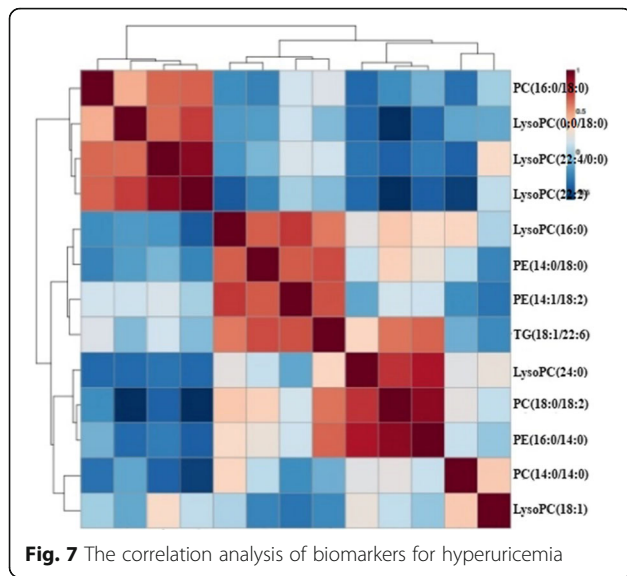 PC(16:0/18:0)
LysoPC(0:0/18:0)
LysoPC(22:4/0:0)
LysoPC(22:2)
LysoPC(16:0)
PE(14:0/18:0)
PE(14:1/18:2)
TG(18:1/22:6)
LysoPC(24:0)
PC(18:0/18:2)
PE(16:0/14:0)
PC(14:0/14:0)
LysoPC(18:1)
1
0.5
0
Fig. 7 The correlation analysis of biomarkers for hyperuricemia